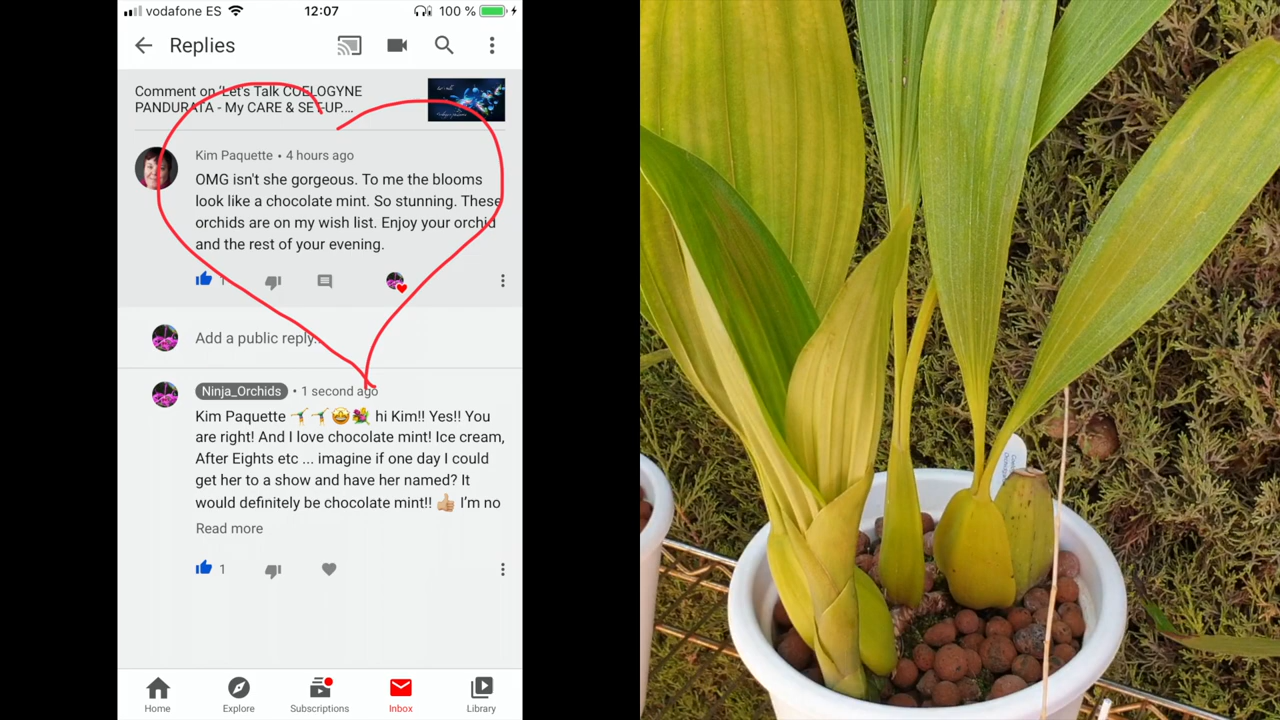 vodafone ES
12:07
100 %
Replies
Comment on 'Let's Talk COELOGYNE
PANDURATA - My CARE & SET-UP....
Kim Paquette • 4 hours ago
OMG isn't she gorgeous. To me the blooms
look like a chocolate mint. So stunning. These
orchids are on my wish list. Enjoy your orchid
and the rest of your evening.
1
Add a public reply...
Ninja_Orchids • 1 second ago
Kim Paquette 🤸🤸🤩💐 hi Kim!! Yes!! You
are right! And I love chocolate mint! Ice cream,
After Eights etc ... imagine if one day I could
get her to a show and have her named? It
would definitely be chocolate mint!! 👍🏼 I'm no
Read more
1
Home
Explore
Subscriptions
Inbox
Library